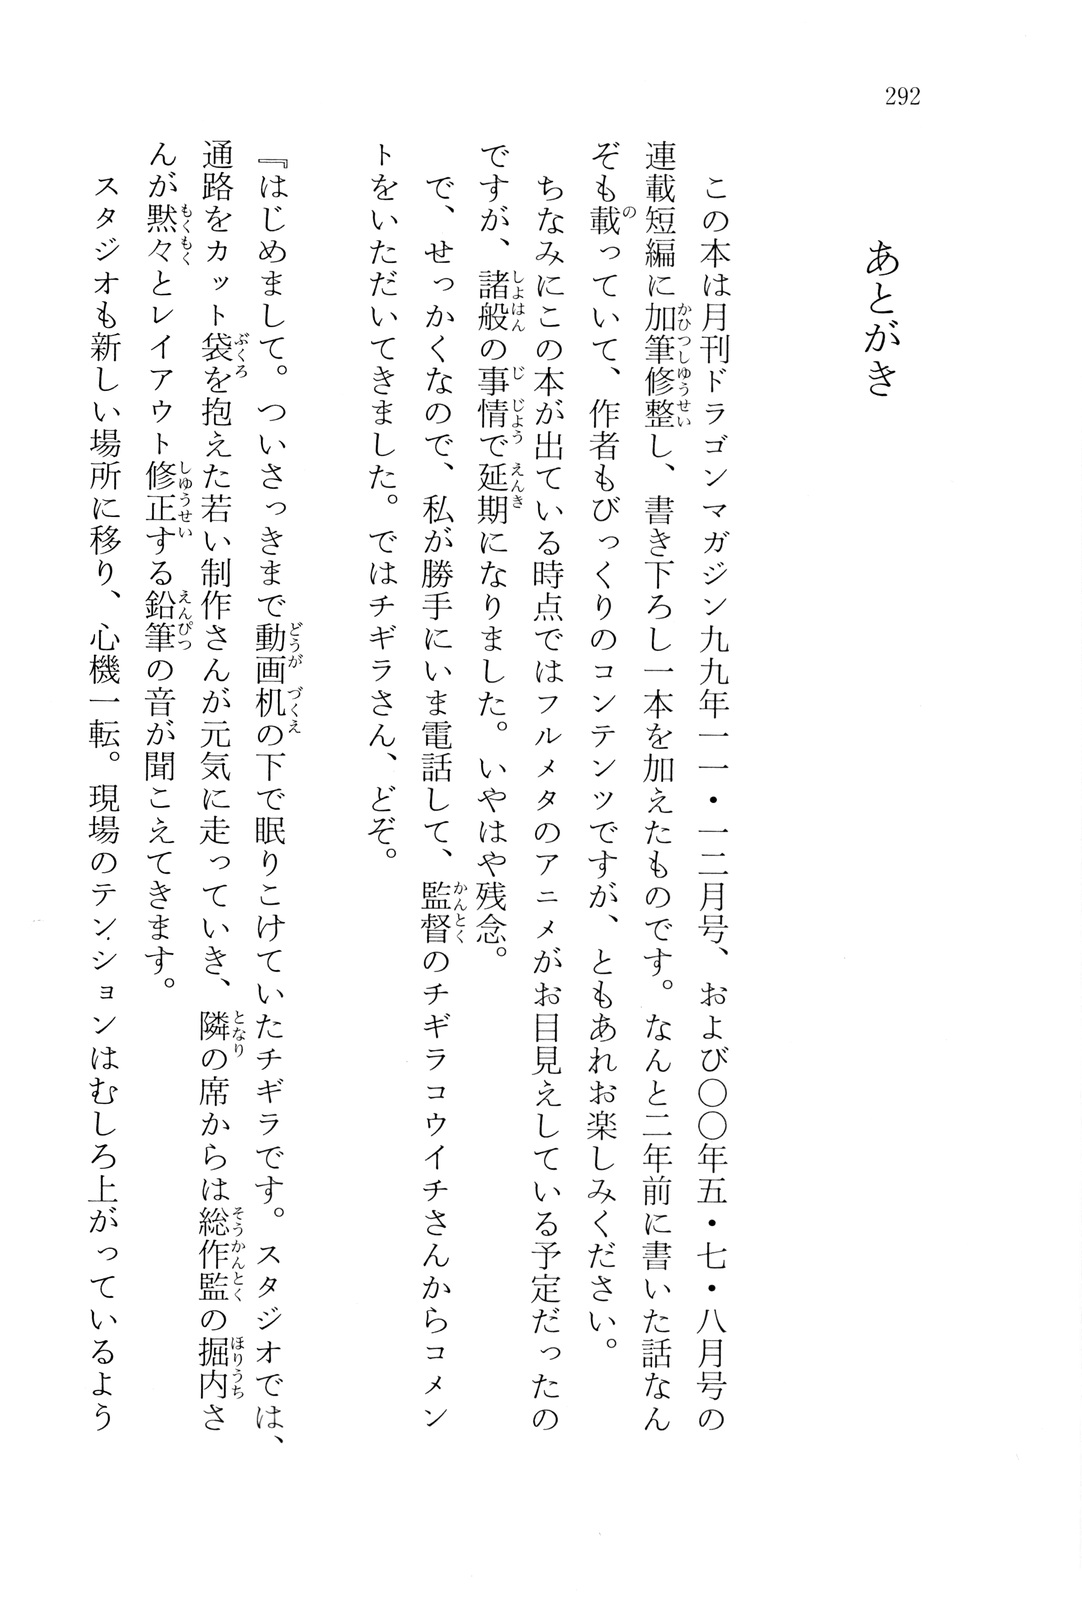 292
あとがき
この本は月刊ドラゴンマガジン九九年一一・一二月号、および〇〇年五・七・八月号の
連載短編に加筆修整し、書き下ろし一本を加えたものです。なんと二年前に書いた話なん
ぞも載っていて、作者もびっくりのコンテンツですが、ともあれお楽しみください。
ちなみにこの本が出ている時点ではフルメタのアニメがお目見えしている予定だったの
ですが、諸般の事情で延期になりました。いやはや残念。
で、せっかくなので、私が勝手にいま電話して、監督のチギラコウイチさんからコメン
トをいただいてきました。ではチギラさん、どぞ。
『はじめまして。ついさっきまで動画机の下で眠りこけていたチギラです。スタジオでは、
通路をカット袋を抱えた若い制作さんが元気に走っていき、隣の席からは総作監の掘内さ
んが黙々とレイアウト修正する鉛筆の音が聞こえてきます。
スタジオも新しい場所に移り、心機一転。現場のテンションはむしろ上がっているよう